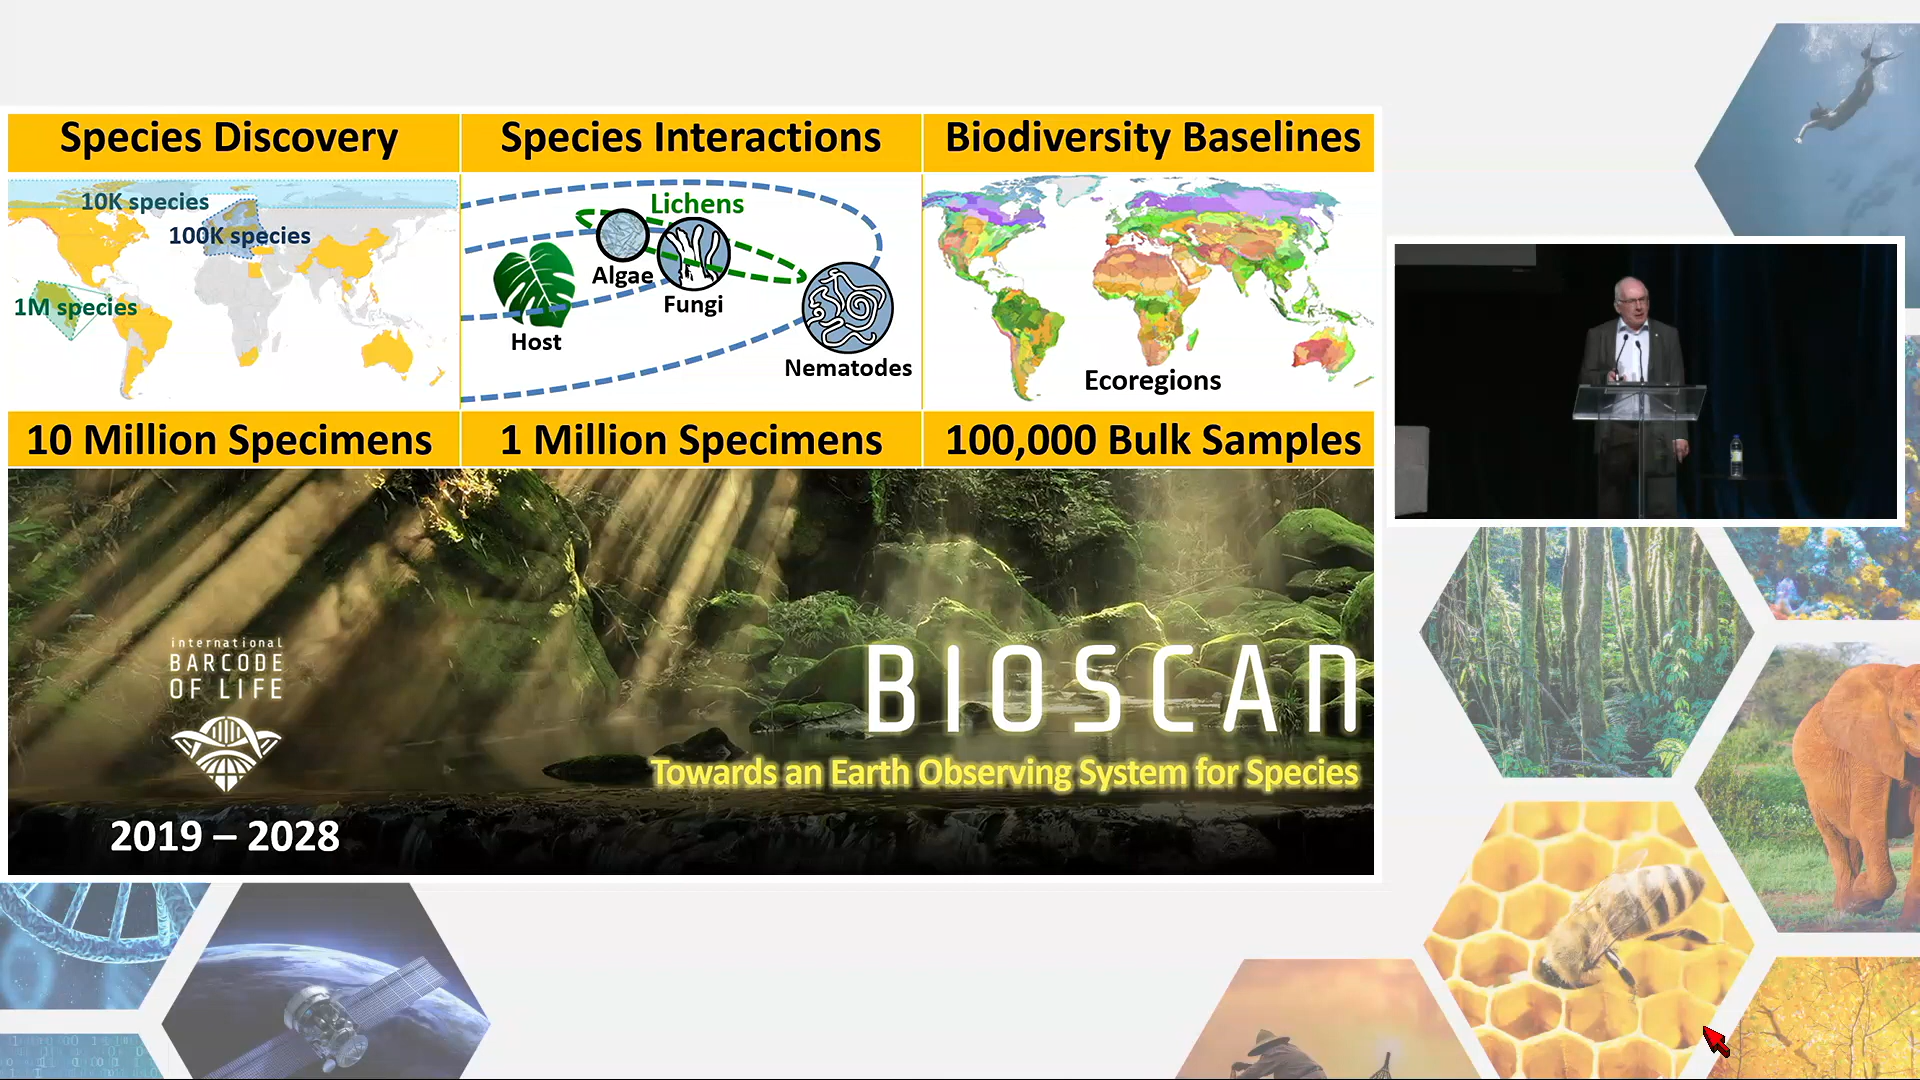 Species Discovery
Species Interactions
Biodiversity Baselines
10K species
100K species
1M species
Lichens
Algae
Fungi
Host
Nematodes
Ecoregions
10 Million Specimens
1 Million Specimens
100,000 Bulk Samples
international
BARCODE
OF LIFE
BIOSCAN
Towards an Earth Observing System for Species
2019 – 2028